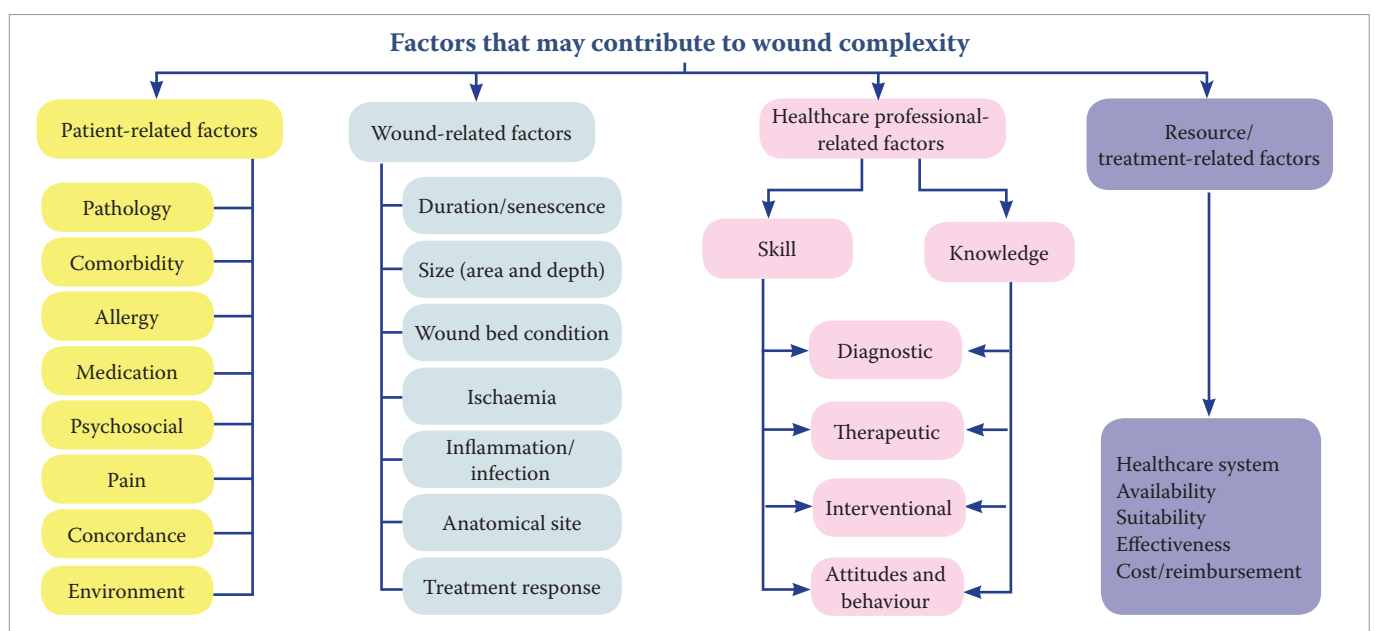 Factors that may contribute to wound complexity
Patient-related factors
Pathology
Comorbidity
Allergy
Medication
Psychosocial
Pain
Concordance
Environment
Wound-related factors
Duration/senescence
Size (area and depth)
Wound bed condition
Ischaemia
Inflammation/
infection
Anatomical site
Treatment response
Healthcare professional-
related factors
Skill
Knowledge
Diagnostic
Therapeutic
Interventional
Attitudes and
behaviour
Resource/
treatment-related factors
Healthcare system
Availability
Suitability
Effectiveness
Cost/reimbursement